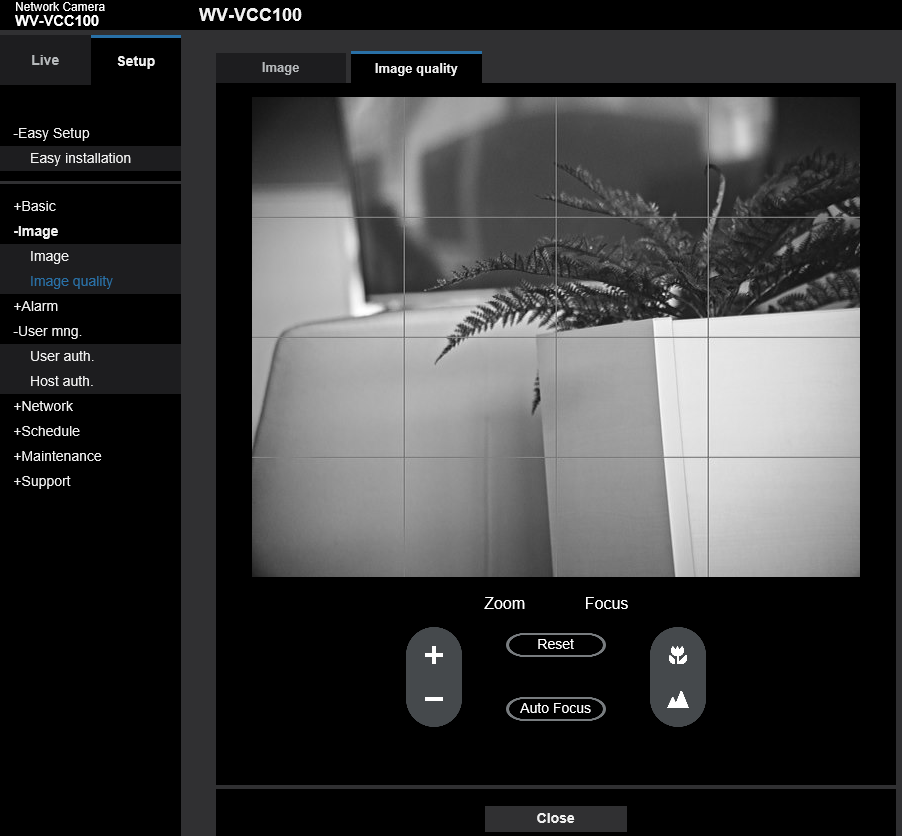 Network Camera
WV-VCC100
WV-VCC100
Live
Setup
Image
Image quality
-Easy Setup
Easy installation
+Basic
-Image
Image
Image quality
+Alarm
-User mng.
User auth.
Host auth.
+Network
+Schedule
+Maintenance
+Support
Zoom
Focus
+
Reset
−
Auto Focus
Close